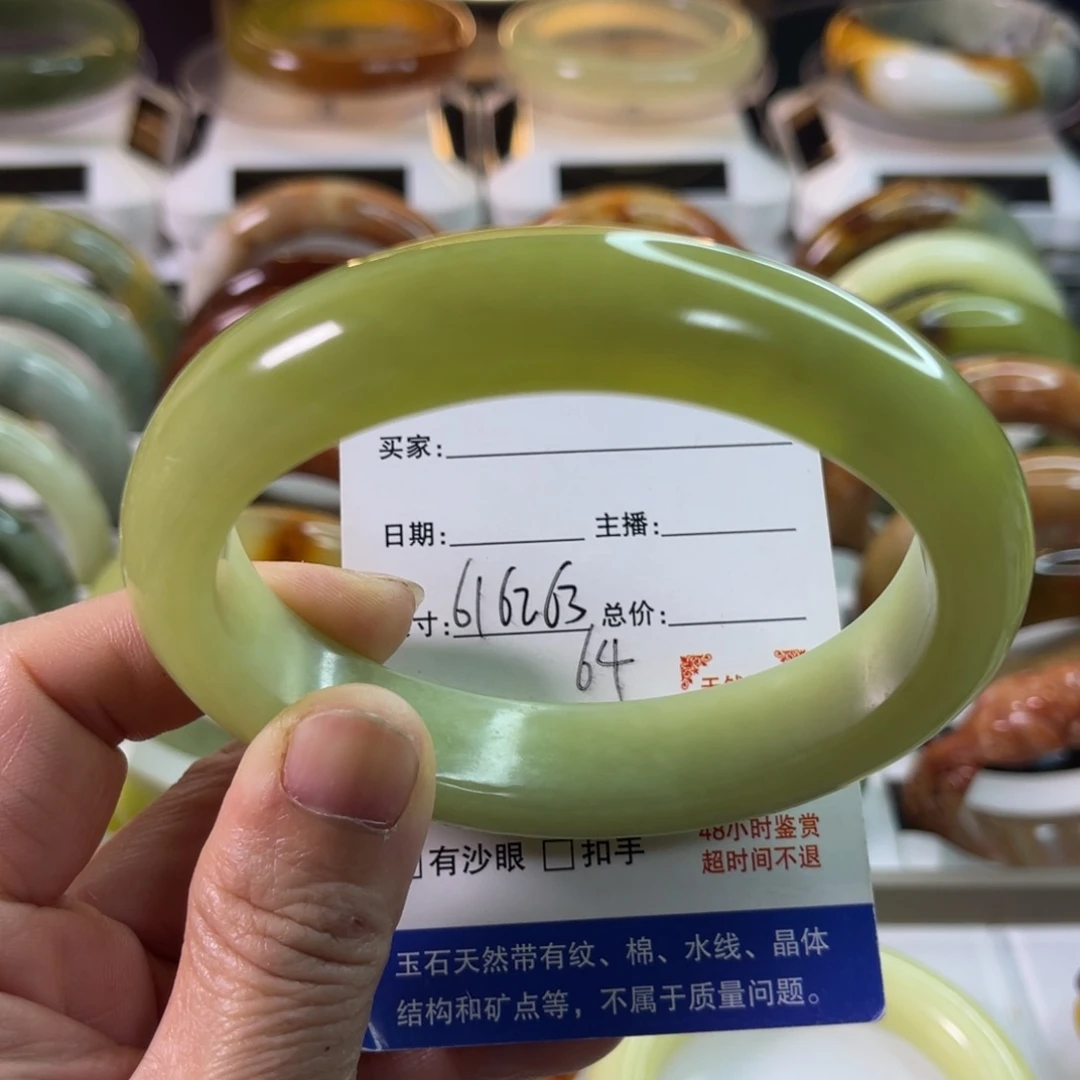 买家:
日期: 主播:
寸: 61 62 63 总价:
64
有沙眼 扣手
48小时鉴赏
超时间不退
玉石天然带有纹、棉、水线、晶体
结构和矿点等，不属于质量问题。